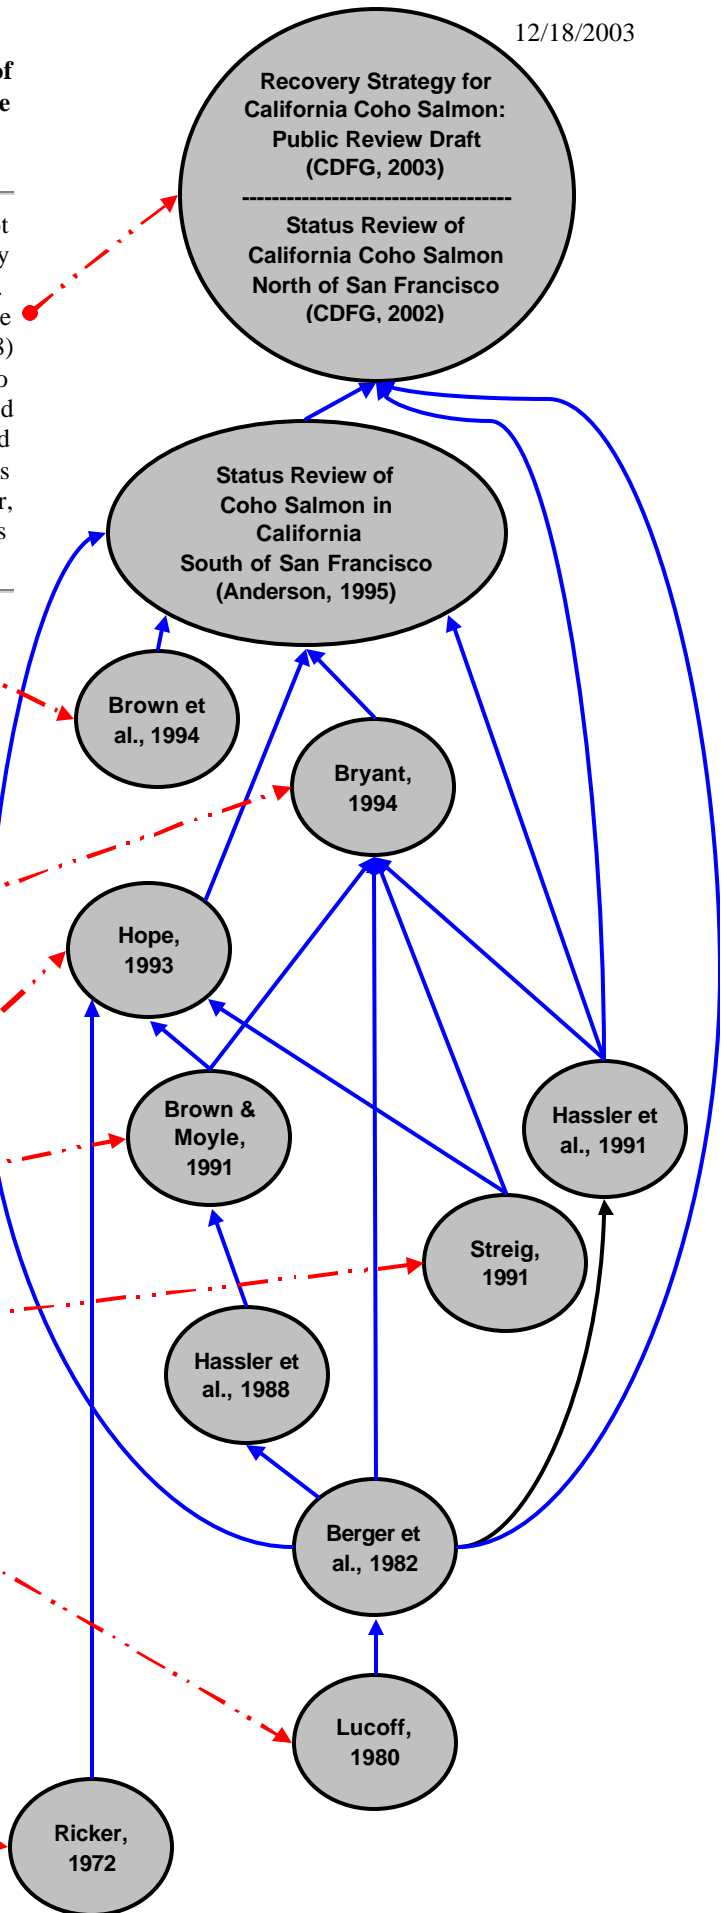 12/18/2003
of
e
Recovery Strategy for
California Coho Salmon:
Public Review Draft
(CDFG, 2003)
------------------------------------
Status Review of
California Coho Salmon
North of San Francisco
(CDFG, 2002)
ot
y
.
e
8)
o
d
d
s
r,
s
Status Review of
Coho Salmon in
California
South of San Francisco
(Anderson, 1995)
Brown et
al., 1994
Bryant,
1994
Hope,
1993
Brown &
Moyle,
1991
Hassler et
al., 1991
Streig,
1991
Hassler et
al., 1988
Berger et
al., 1982
Lucoff,
1980
Ricker,
1972